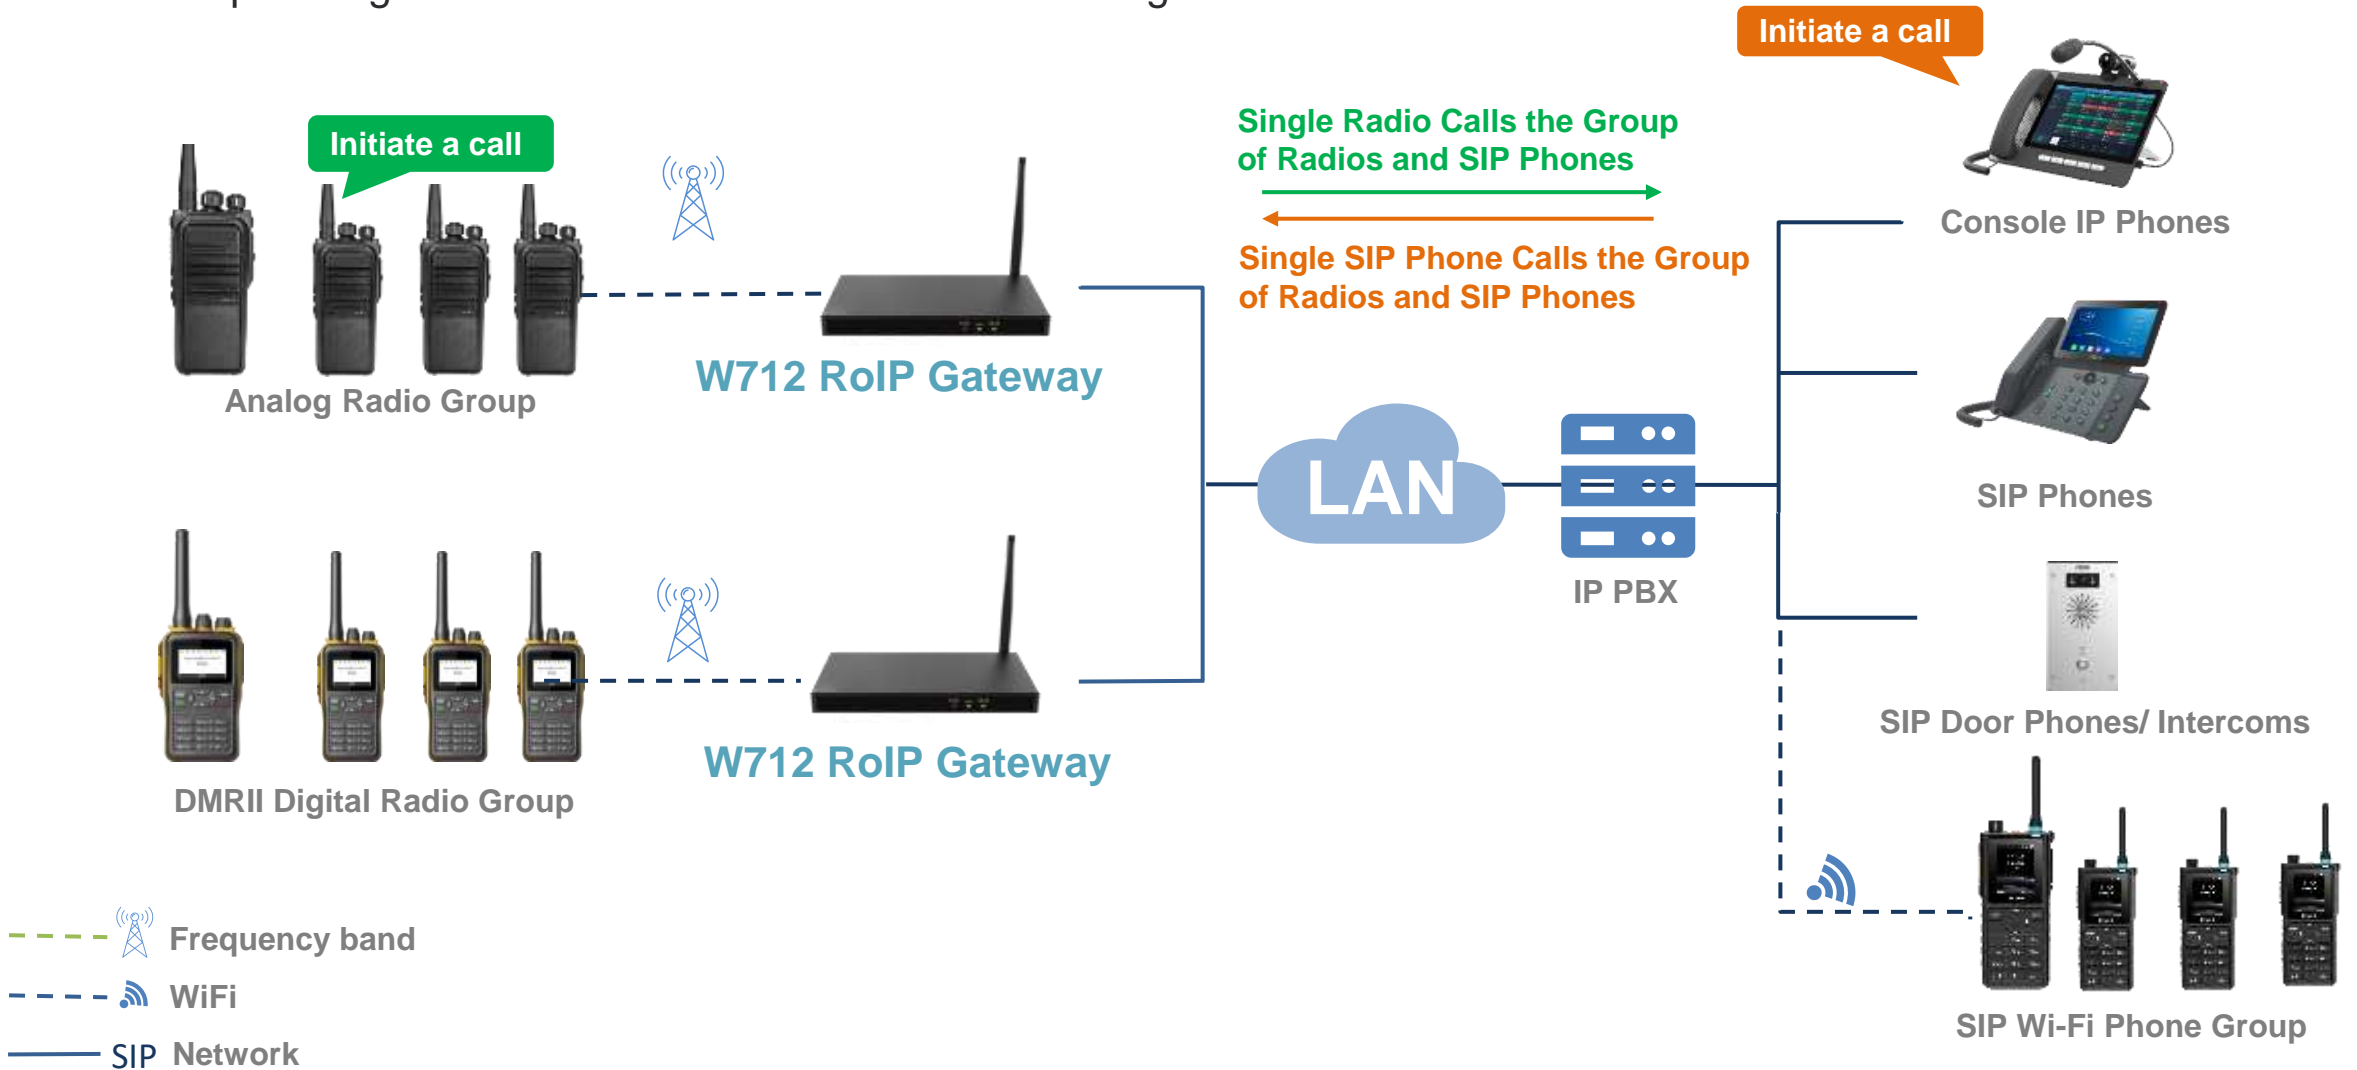 Initiate a call
Initiate a call
Single Radio Calls the Group
of Radios and SIP Phones
Single SIP Phone Calls the Group
of Radios and SIP Phones
Console IP Phones
W712 RoIP Gateway
Analog Radio Group
LAN
SIP Phones
IP PBX
SIP Door Phones/ Intercoms
W712 RoIP Gateway
DMRII Digital Radio Group
Frequency band
WiFi
SIP Network
SIP Wi-Fi Phone Group